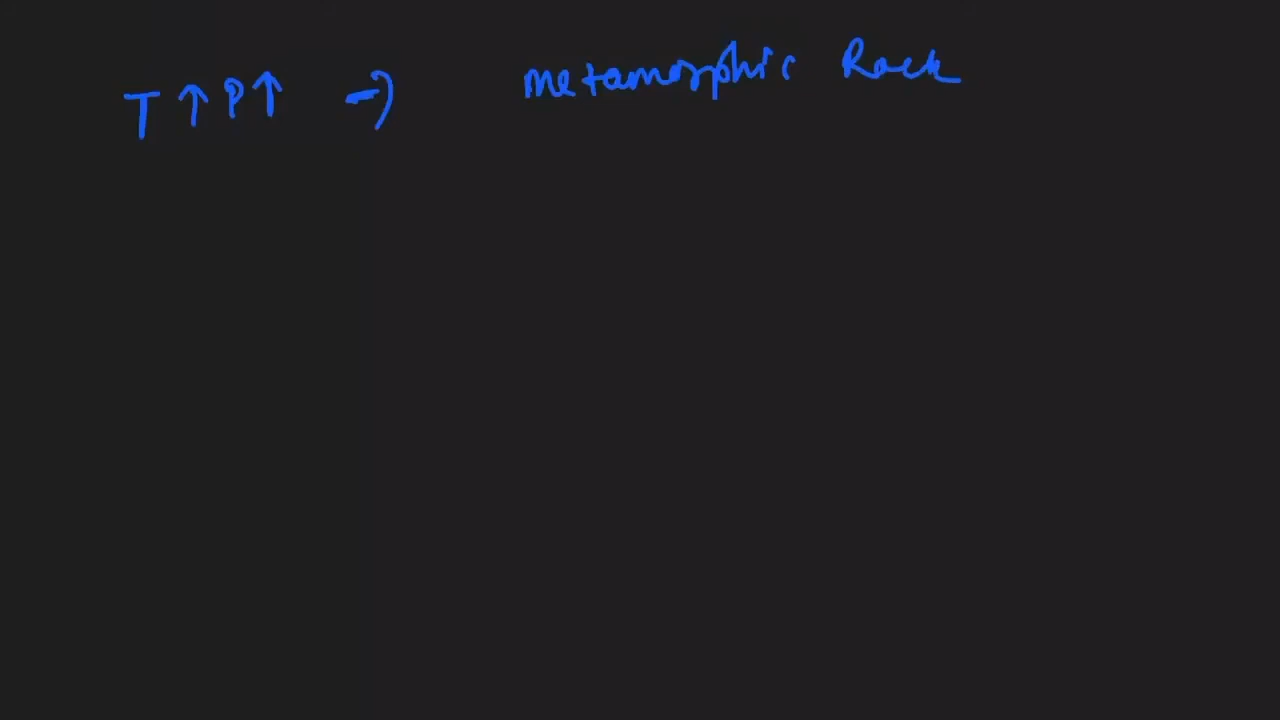 T ↑ P ↑ → metamorphic Rock